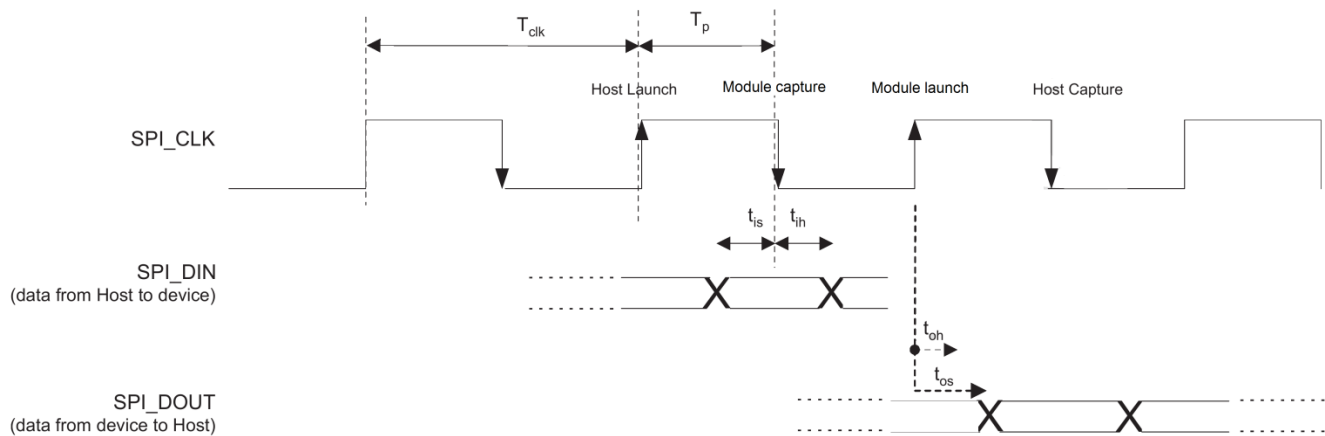 T_clk
T_p
Host Launch
Module capture
Module launch
Host Capture
SPI_CLK
t_is
t_ih
SPI_DIN
(data from Host to device)
t_oh
t_os
SPI_DOUT
(data from device to Host)